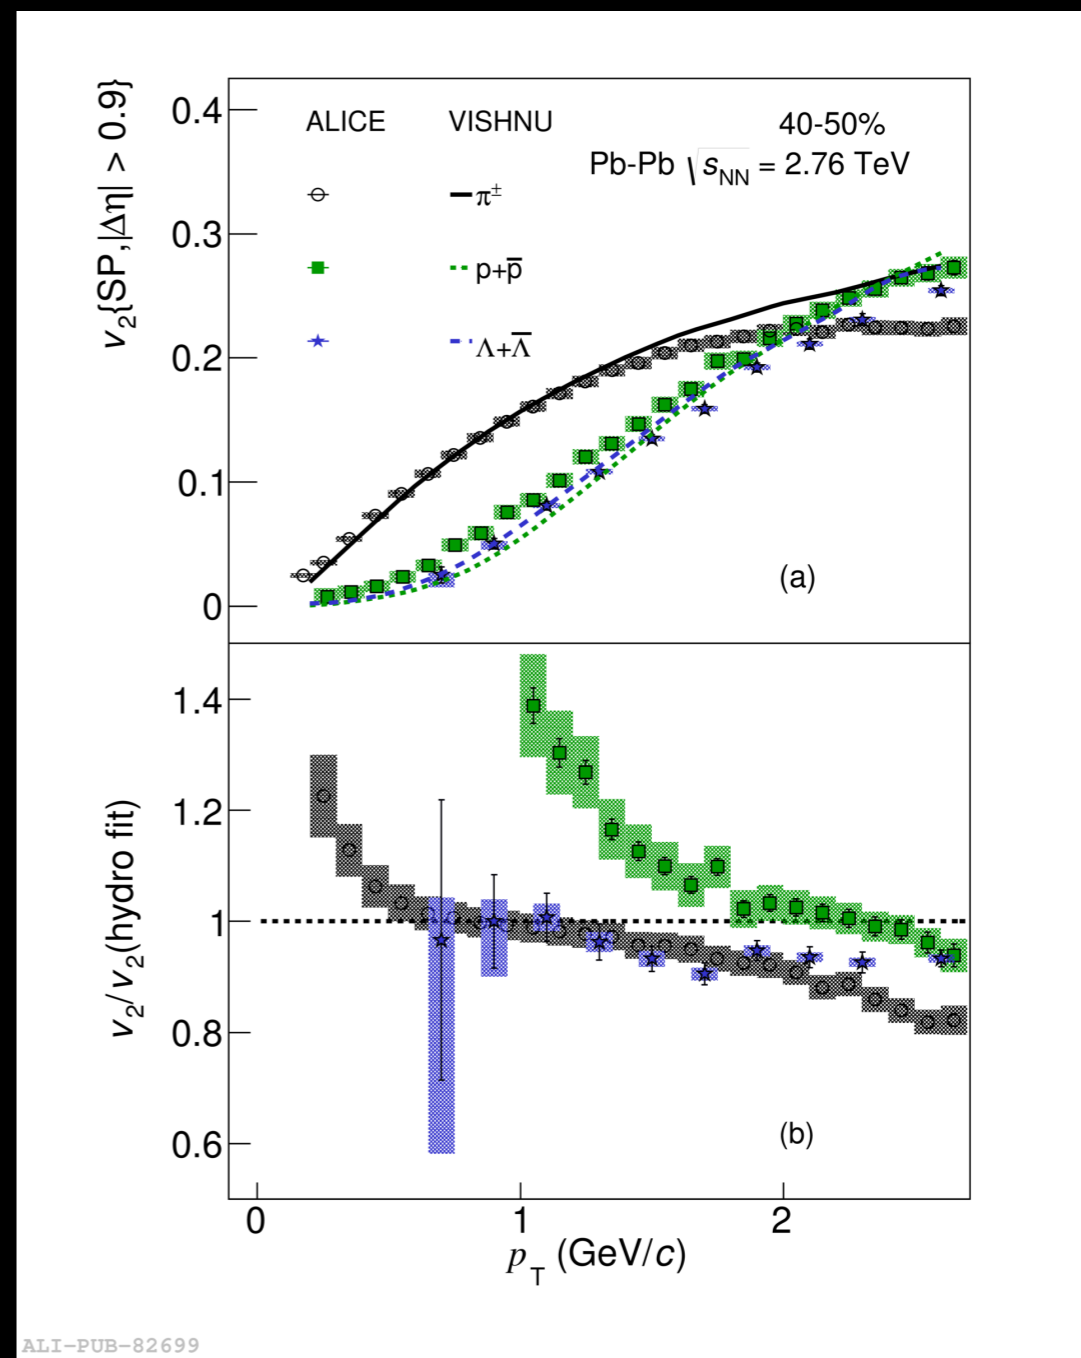 0.4
ALICE VISHNU 40-50%
Pb-Pb √sNN = 2.76 TeV
π±
0.3
p+p̅
Λ+Λ̅
v2{SP,|Δη| > 0.9}
0.2
0.1
(a)
0
1.4
1.2
v2/v2(hydro fit)
1
0.8
(b)
0.6
0 1 2
pT (GeV/c)
ALI-PUB-82699